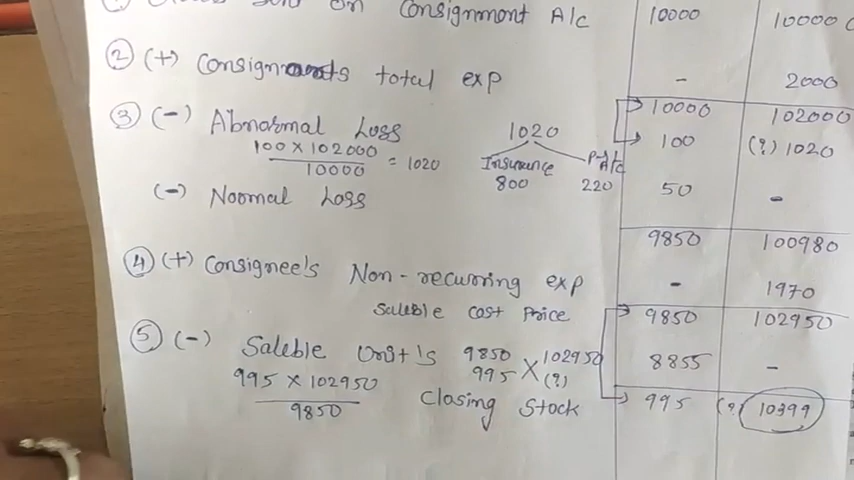 on Consignment A/c 10000 10000
② (+) Consignments total exp - 2000
10000 102000
③ (-) Abnormal Loss 1020 100 (?) 1020
100 x 102000
10000 = 1020
Insurance 800
P-L A/c 220
(-) Normal Loss 50 -
9850 100980
④ (+) Consignee's Non-recurring exp - 1970
Saleble cost Price 9850 102950
⑤ (-) Saleble Unit's 9850 X 102950 8855 -
995 (?)
995 x 102950
9850
Closing Stock 995 (?) 10399